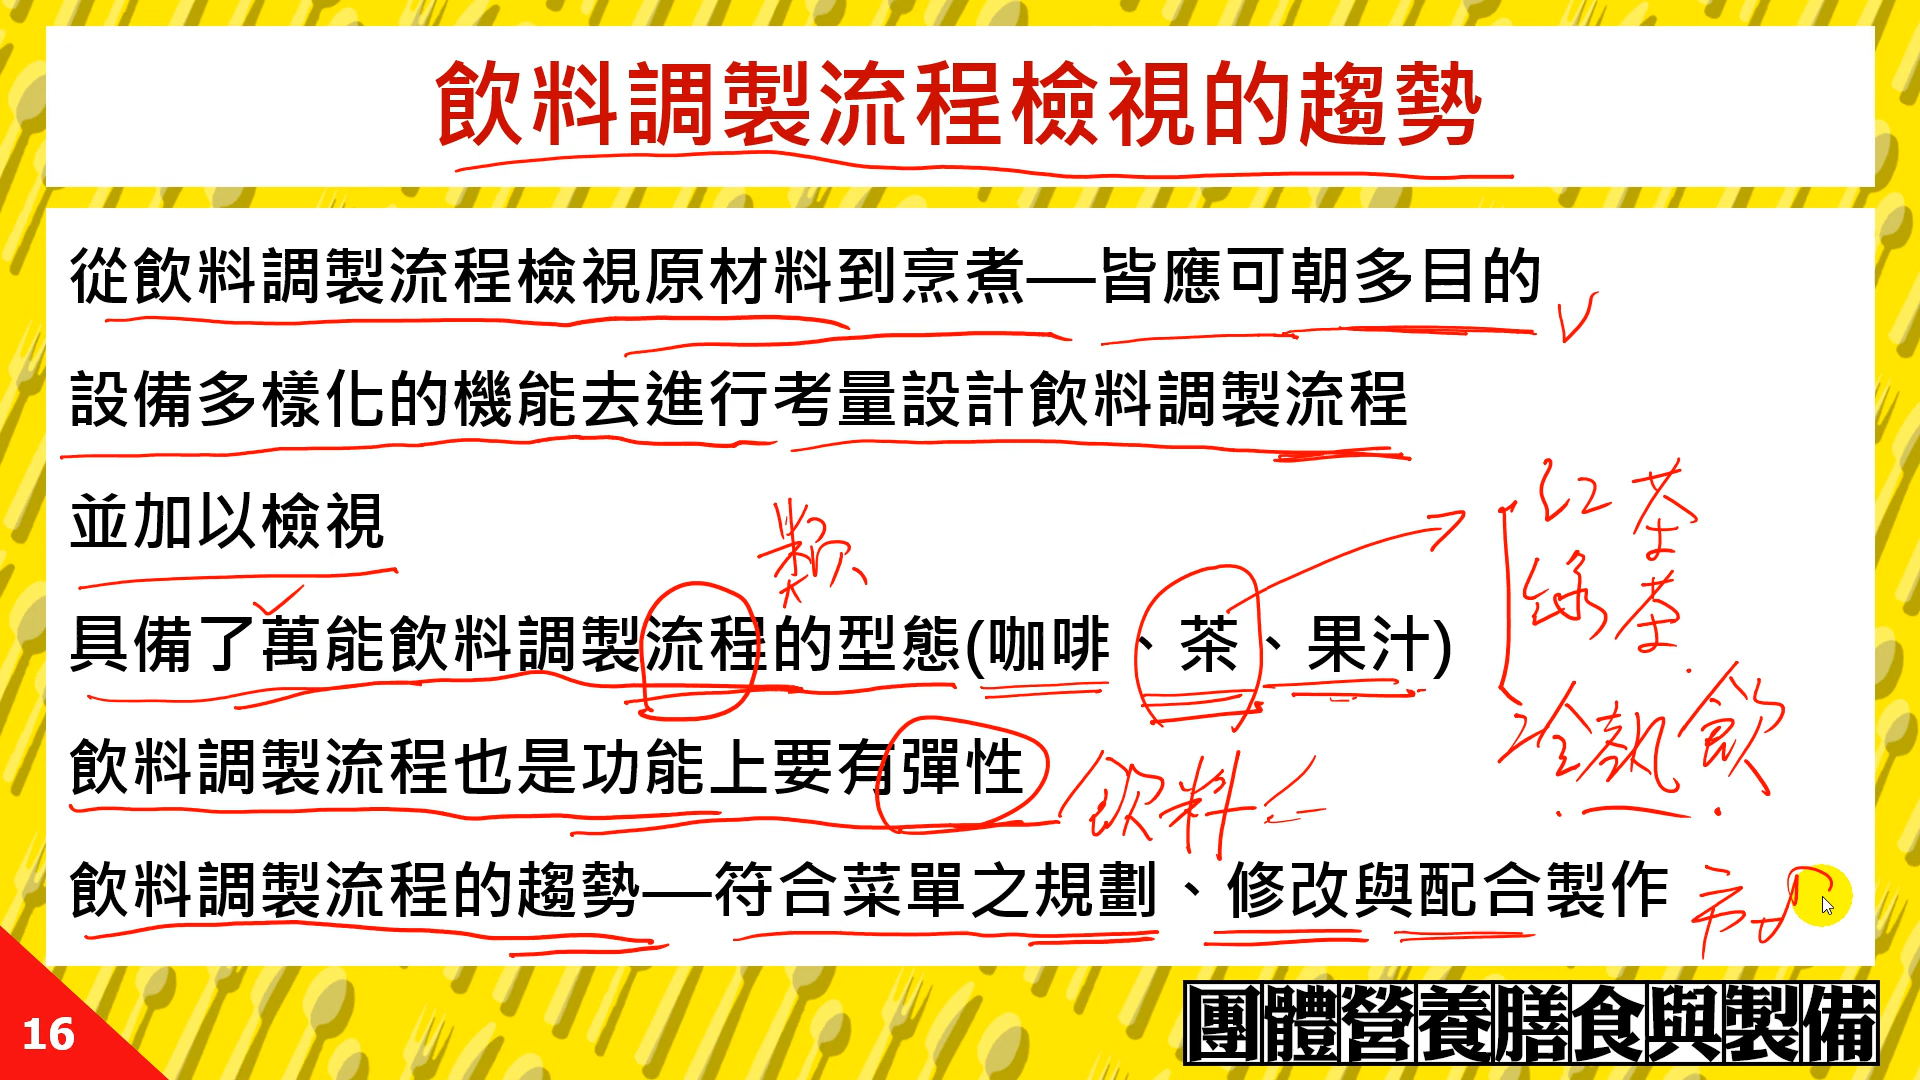 飲料調製流程檢視的趨勢
從飲料調製流程檢視原材料到烹煮—皆應可朝多目的
設備多樣化的機能去進行考量設計飲料調製流程
並加以檢視
類
紅茶
綠茶
具備了萬能飲料調製流程的型態(咖啡、茶、果汁)
冷熱飲
飲料調製流程也是功能上要有彈性
飲料
飲料調製流程的趨勢—符合菜單之規劃、修改與配合製作
16
團體營養膳食與製備